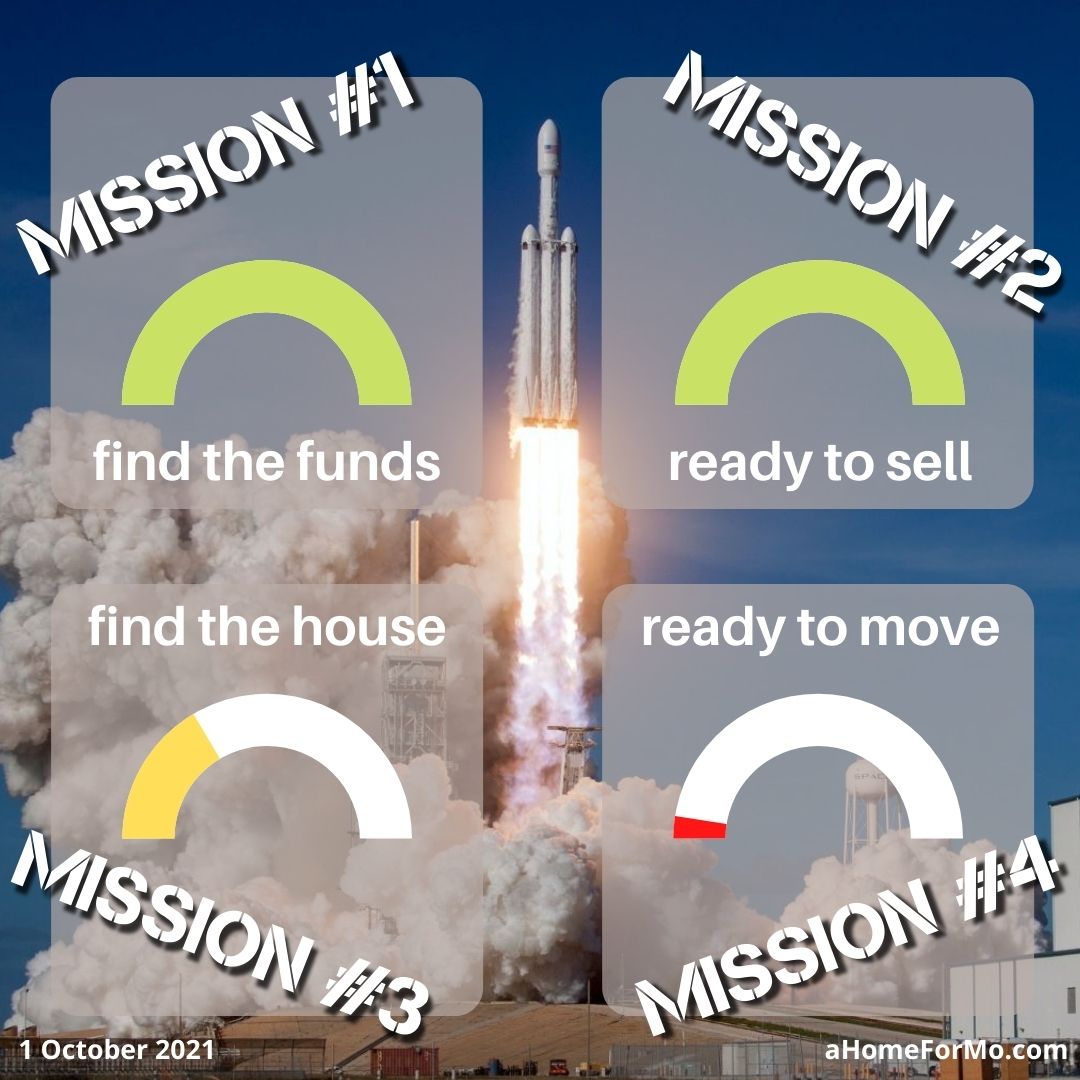 MISSION #1
MISSION #2
find the funds
ready to sell
find the house
ready to move
SPAC
MISSION #3
MISSION #4
1 October 2021
aHomeForMo.com